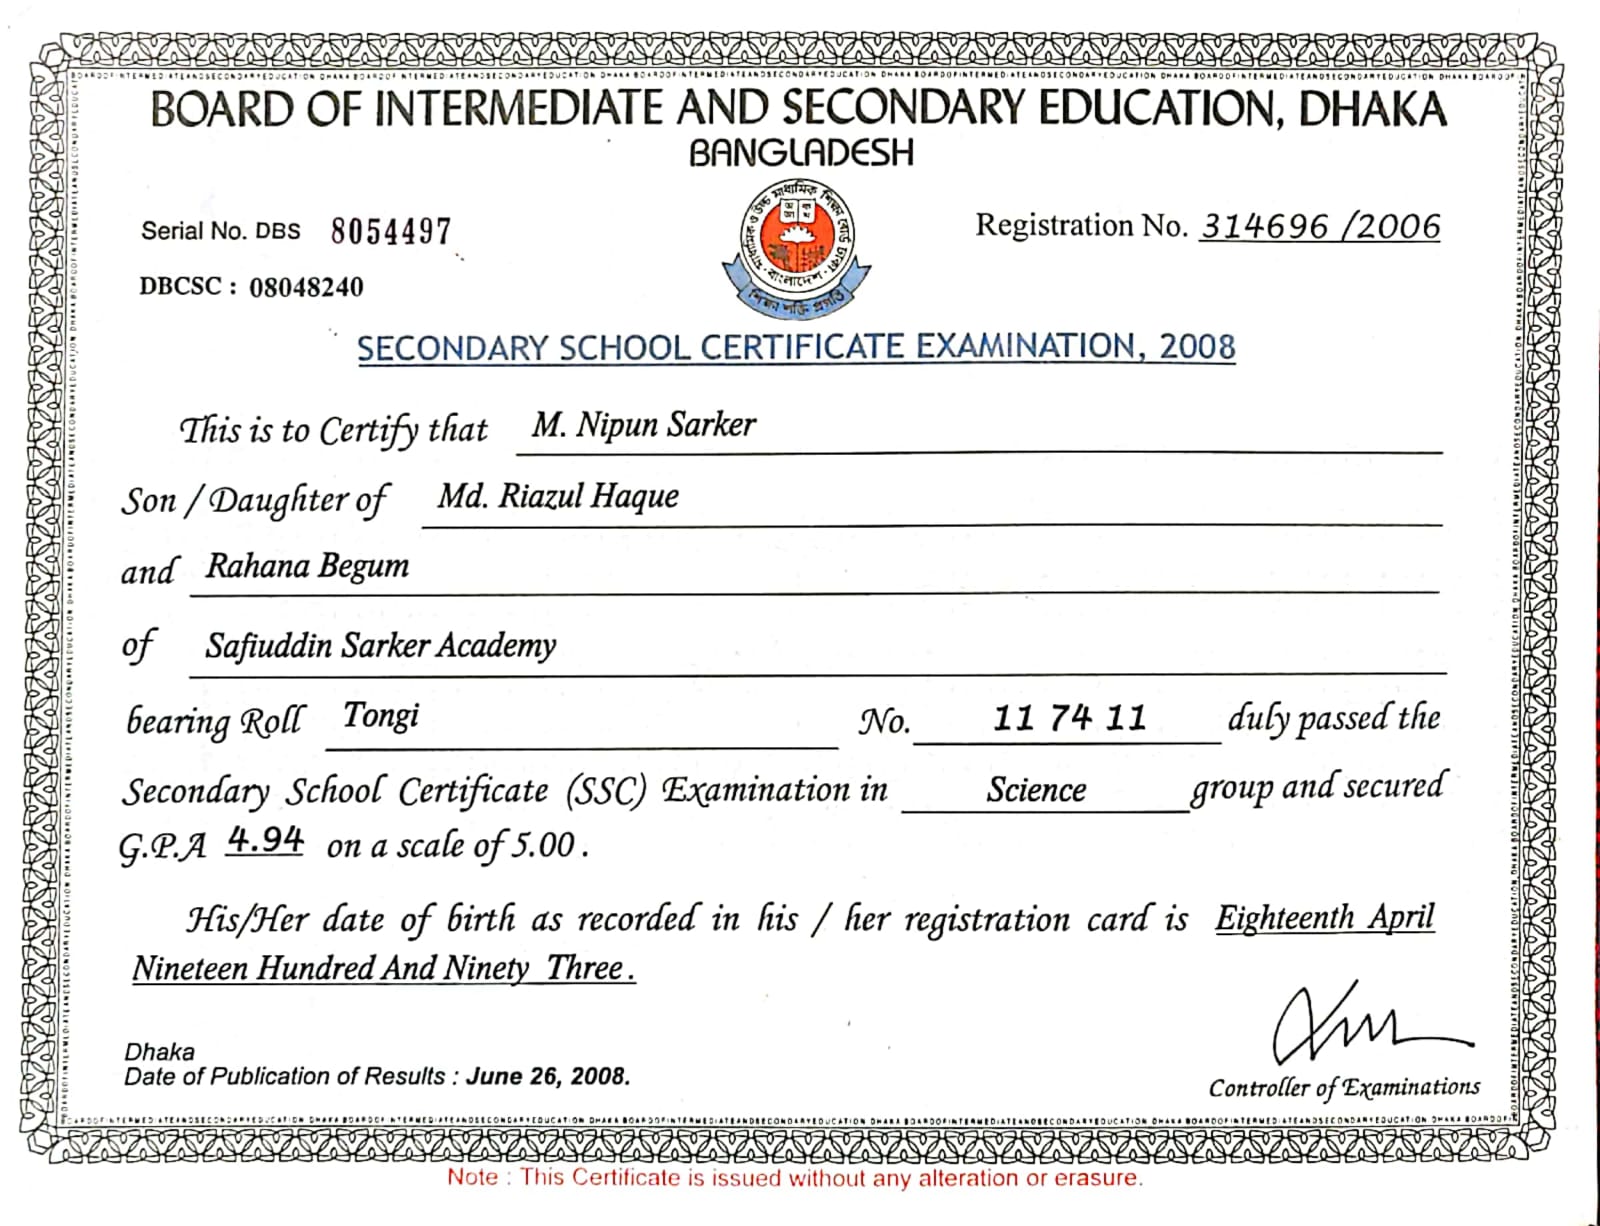 BOARD OF INTERMEDIATE AND SECONDARY EDUCATION, DHAKA
BANGLADESH
Serial No. DBS 8054497
Registration No. 314696 /2006
DBCSC : 08048240
মাধ্যমিক ও উচ্চ মাধ্যমিক শিক্ষা বোর্ড ঢাকা
বাংলাদেশ
শিক্ষা শক্তি প্রগতি
SECONDARY SCHOOL CERTIFICATE EXAMINATION, 2008
This is to Certify that M. Nipun Sarker
Son / Daughter of Md. Riazul Haque
and Rahana Begum
of Safiuddin Sarker Academy
bearing Roll Tongi No. 11 74 11 duly passed the
Secondary School Certificate (SSC) Examination in Science group and secured
G.P.A 4.94 on a scale of 5.00 .
His/Her date of birth as recorded in his / her registration card is Eighteenth April
Nineteen Hundred And Ninety Three .
Dhaka
Date of Publication of Results : June 26, 2008.
Controller of Examinations
Note : This Certificate is issued without any alteration or erasure.